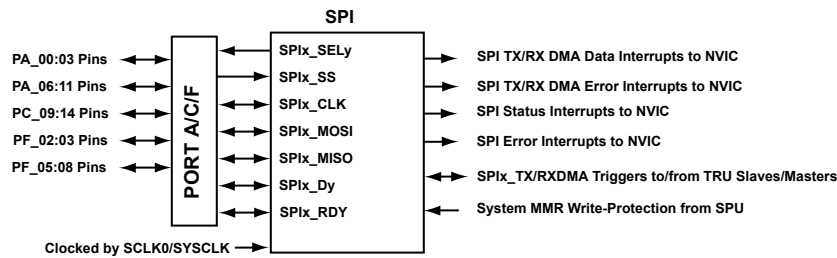 SPI
PA_00:03 Pins
PA_06:11 Pins
PC_09:14 Pins
PF_02:03 Pins
PF_05:08 Pins
PORT A/C/F
SPIx_SELy
SPIx_SS
SPIx_CLK
SPIx_MOSI
SPIx_MISO
SPIx_Dy
SPIx_RDY
Clocked by SCLK0/SYSCLK
SPI TX/RX DMA Data Interrupts to NVIC
SPI TX/RX DMA Error Interrupts to NVIC
SPI Status Interrupts to NVIC
SPI Error Interrupts to NVIC
SPIx_TX/RXDMA Triggers to/from TRU Slaves/Masters
System MMR Write-Protection from SPU